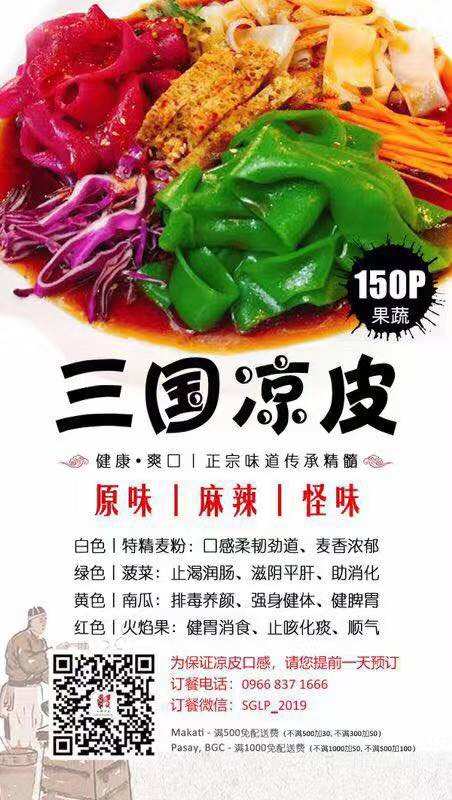 150P
果蔬
三国凉皮
健康•爽口丨正宗味道传承精髓
原味丨麻辣丨怪味
白色丨特精麦粉：口感柔韧劲道、麦香浓郁
绿色丨菠菜：止渴润肠、滋阴平肝、助消化
黄色丨南瓜：排毒养颜、强身健体、健脾胃
红色丨火焰果：健胃消食、止咳化痰、顺气
为保证凉皮口感，请您提前一天预订
订餐电话：0966 837 1666
订餐微信：SGLP_2019
Makati - 满500免配送费（不满500加30, 不满300加50）
Pasay, BGC - 满1000免配送费（不满1000加50, 不满500加100）